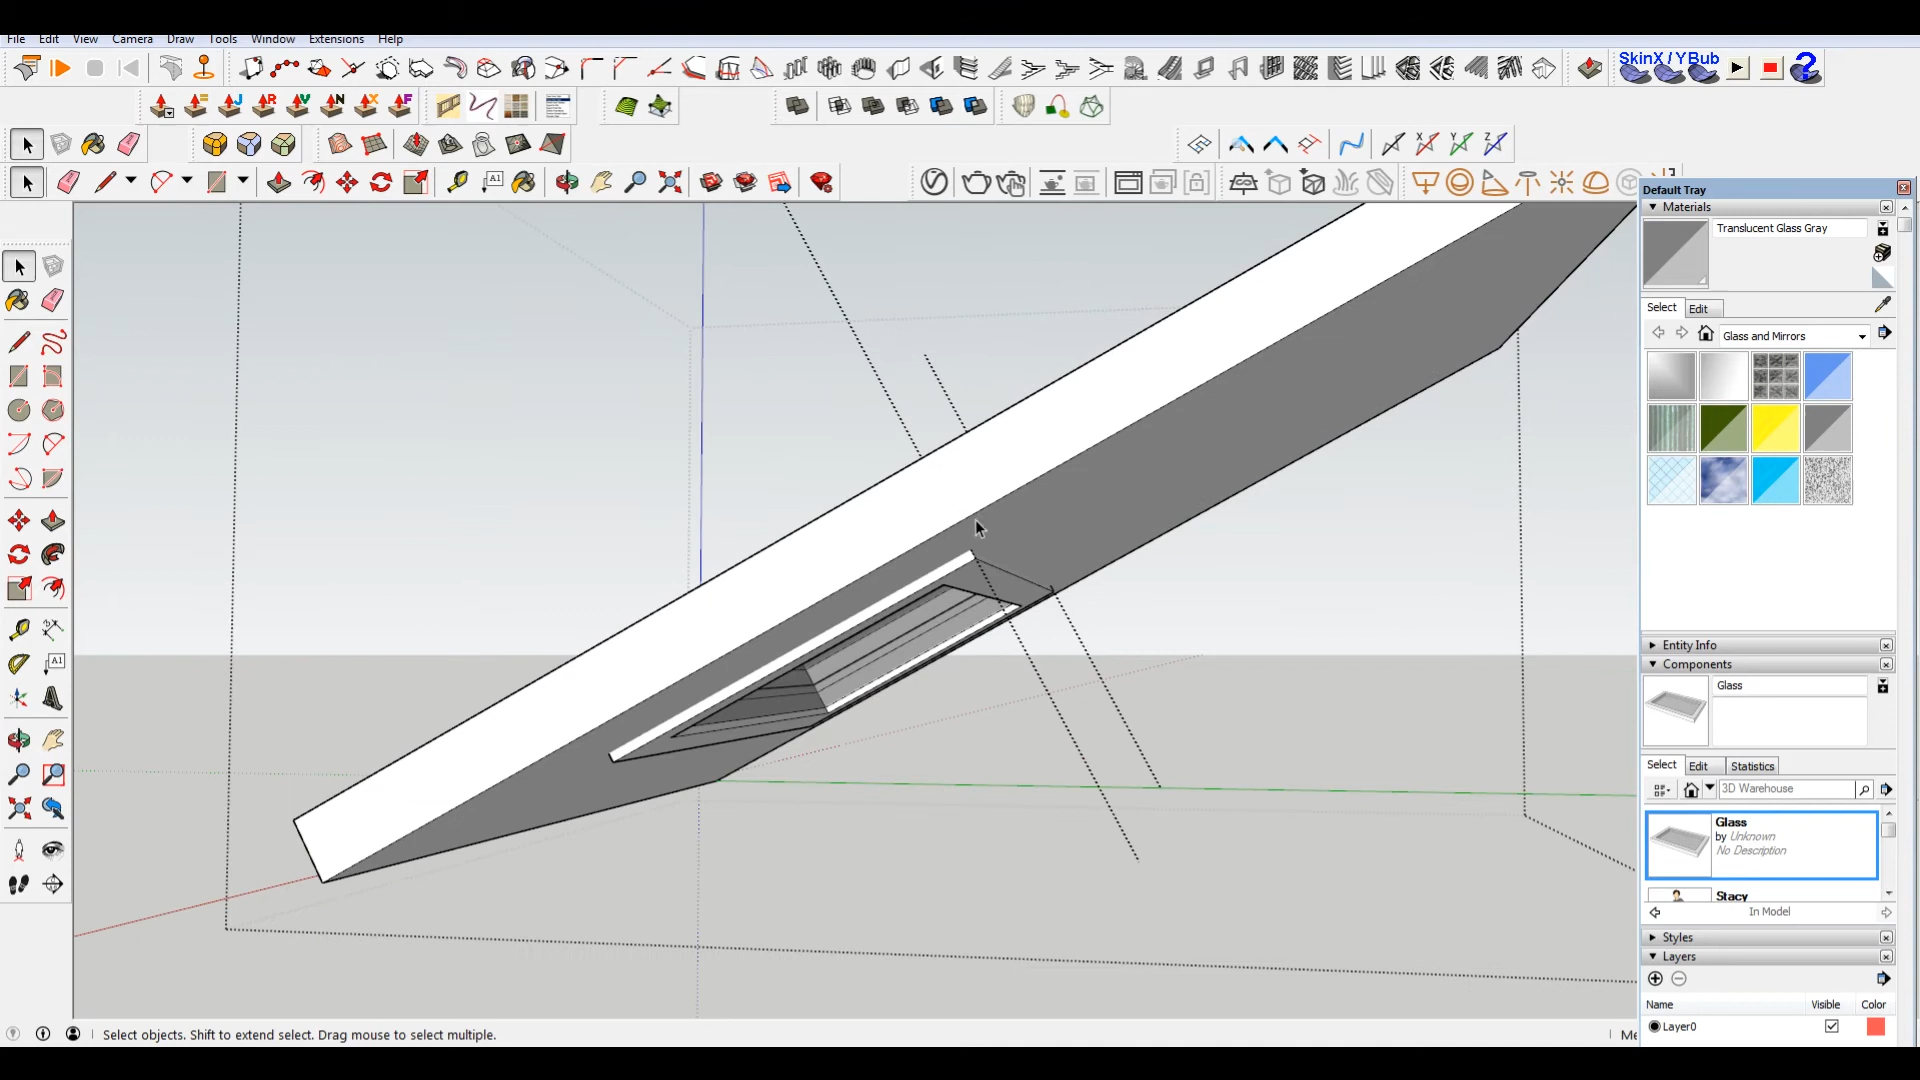 File Edit View Camera Draw Tools Window Extensions Help
SkinX / YBub
Default Tray
Materials
Translucent Glass Gray
Select Edit
Glass and Mirrors
Entity Info
Components
Glass
Select Edit Statistics
3D Warehouse
Glass
by Unknown
No Description
Stacy
In Model
Styles
Layers
Name Visible Color
Layer0
Select objects. Shift to extend select. Drag mouse to select multiple.